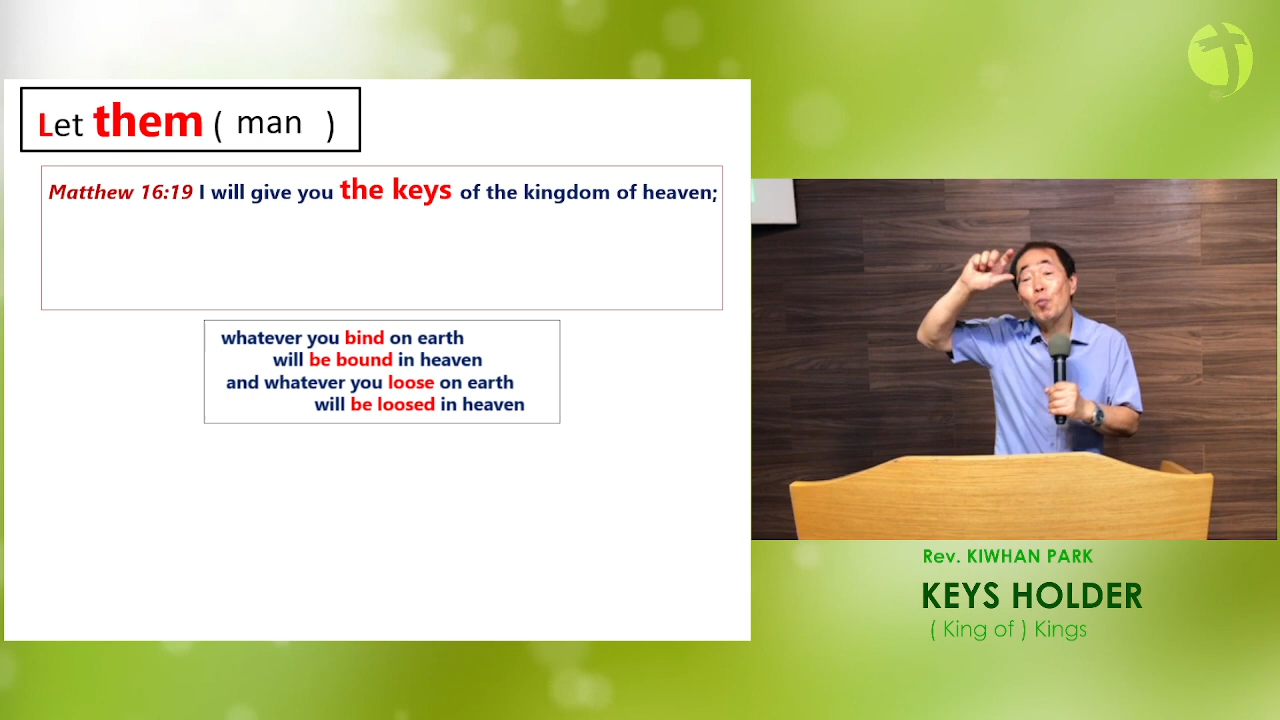 Let them ( man )
Matthew 16:19 I will give you the keys of the kingdom of heaven;
whatever you bind on earth
will be bound in heaven
and whatever you loose on earth
will be loosed in heaven
Rev. KIWHAN PARK
KEYS HOLDER
( King of ) Kings